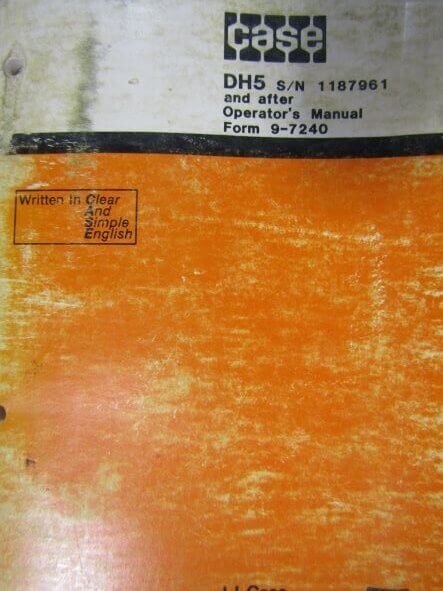 case
DH5 S/N 1187961
and after
Operator's Manual
Form 9-7240
Written In Clear
And
Simple
English